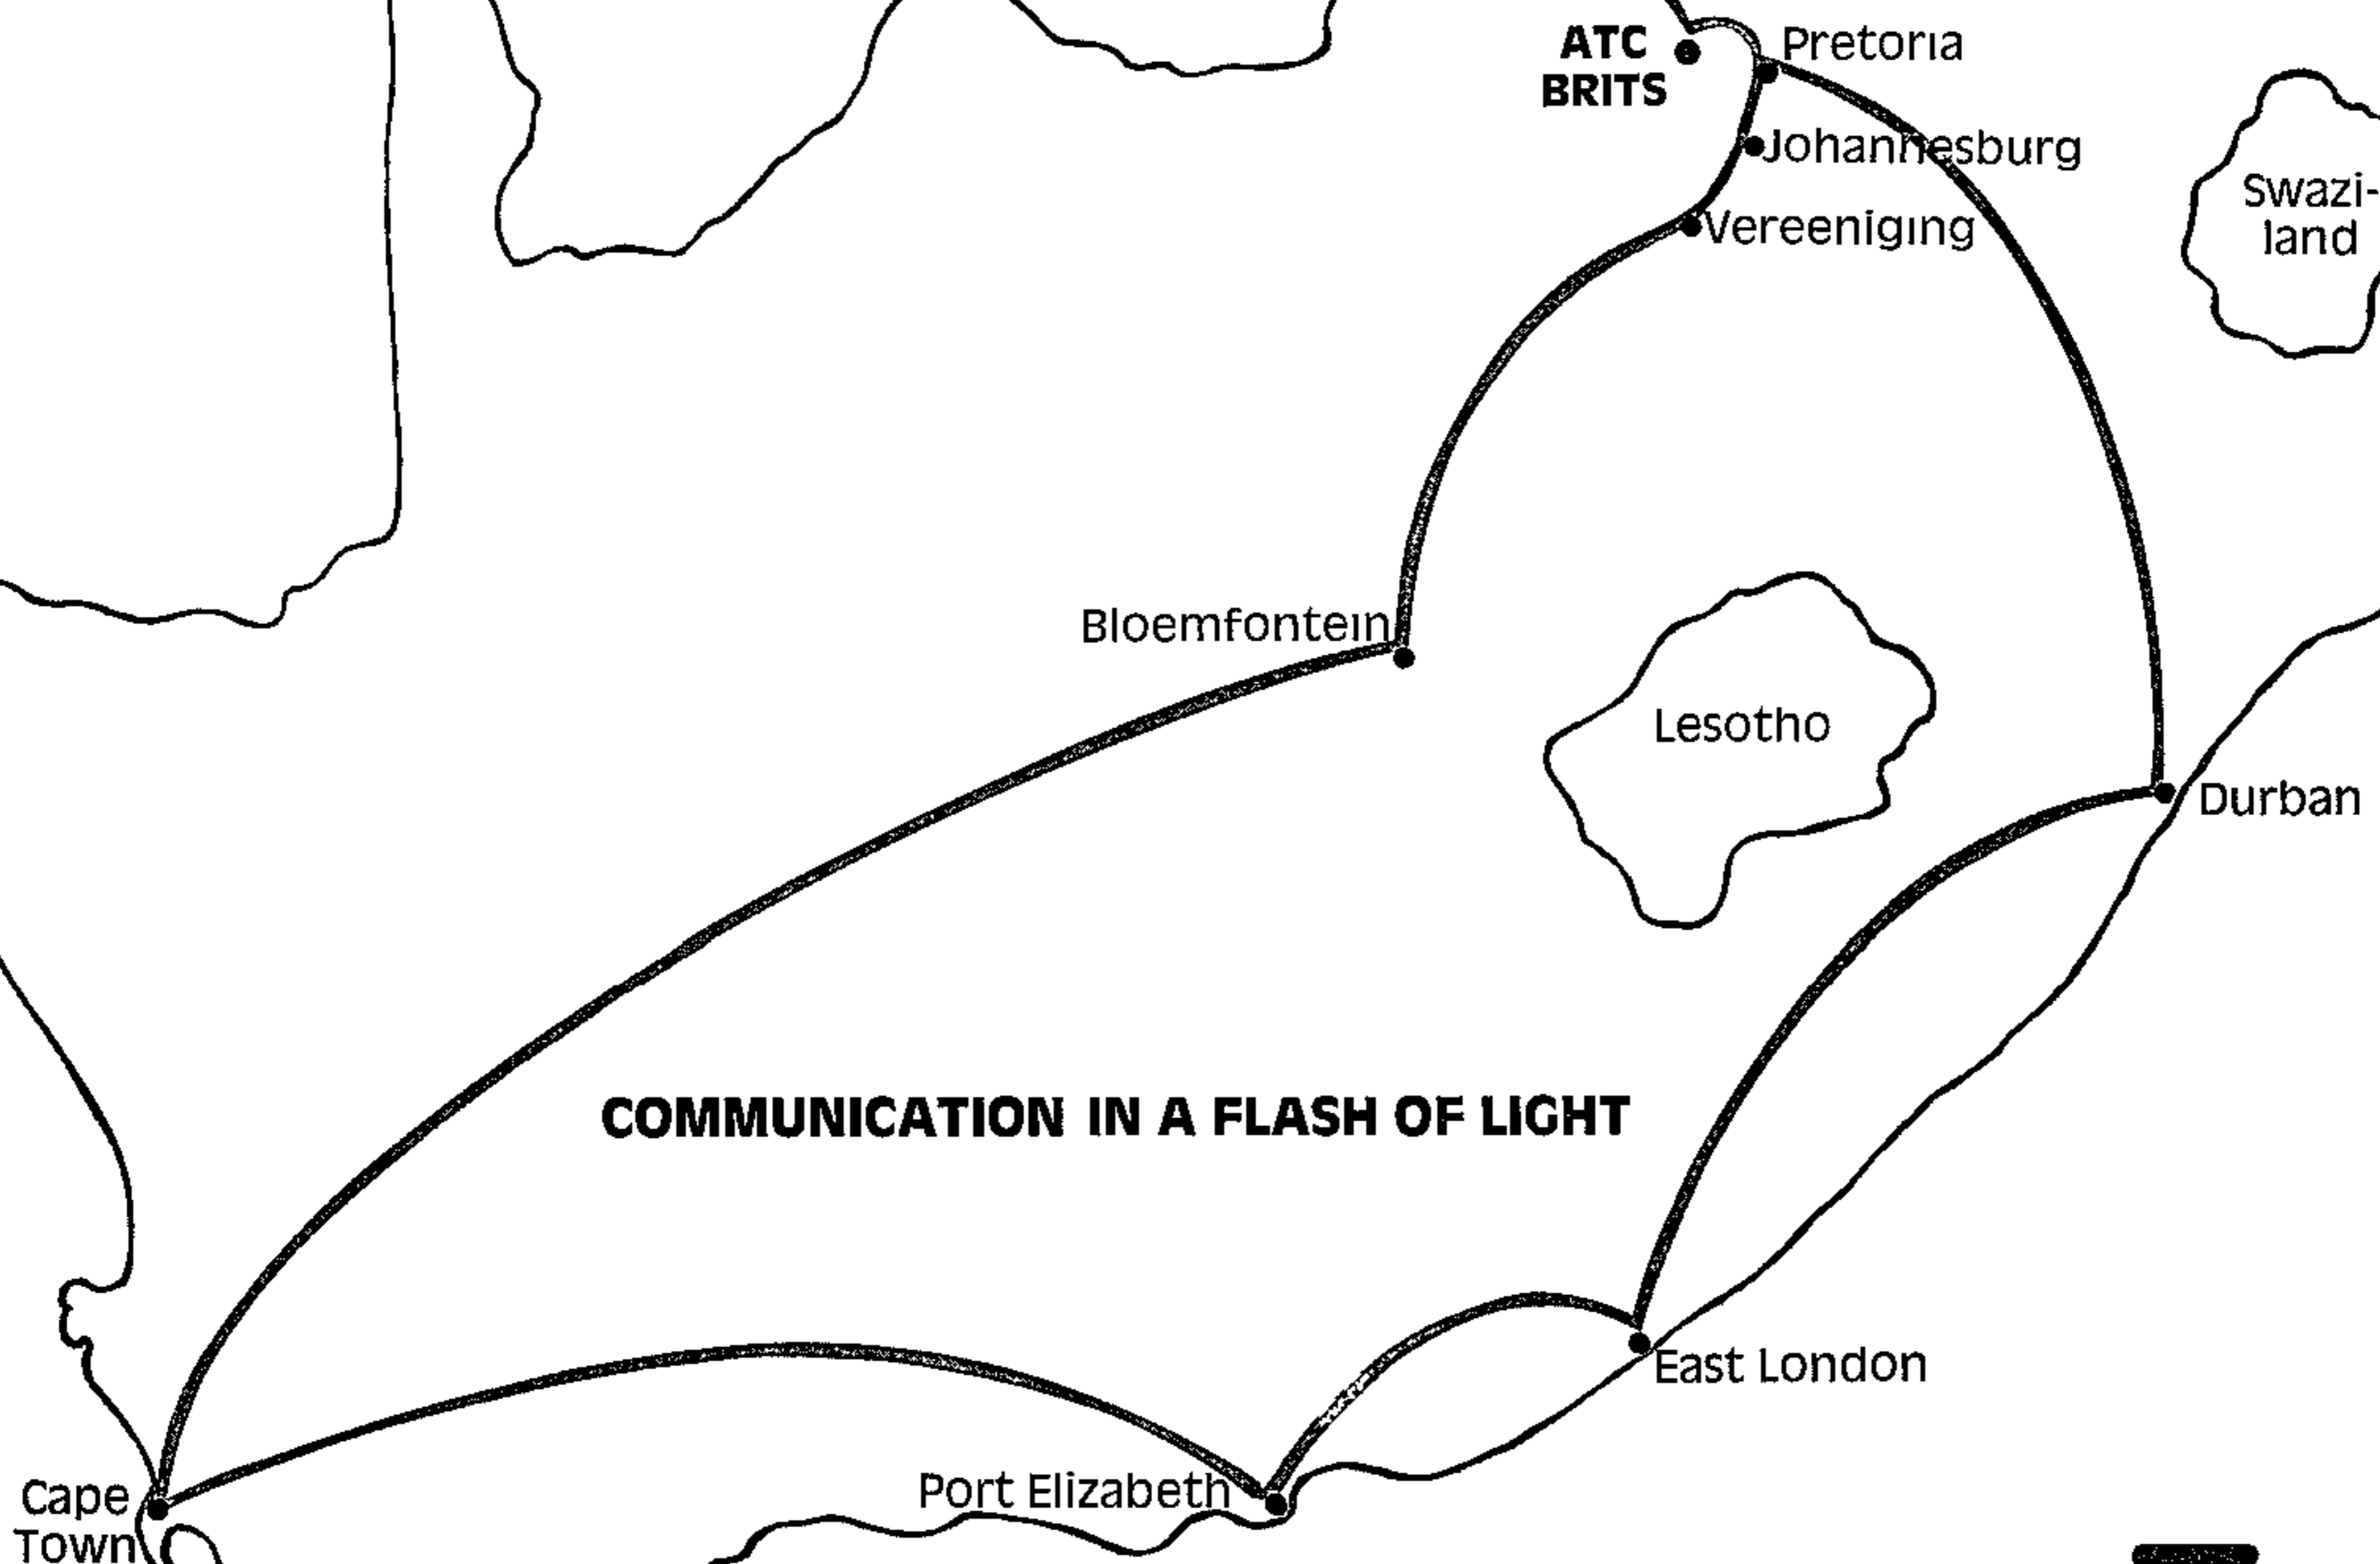 ATC
BRITS
Pretoria
Johannesburg
Swazi-
land
Vereeniging
Bloemfontein
Lesotho
Durban
COMMUNICATION IN A FLASH OF LIGHT
East London
Port Elizabeth
Cape
Town